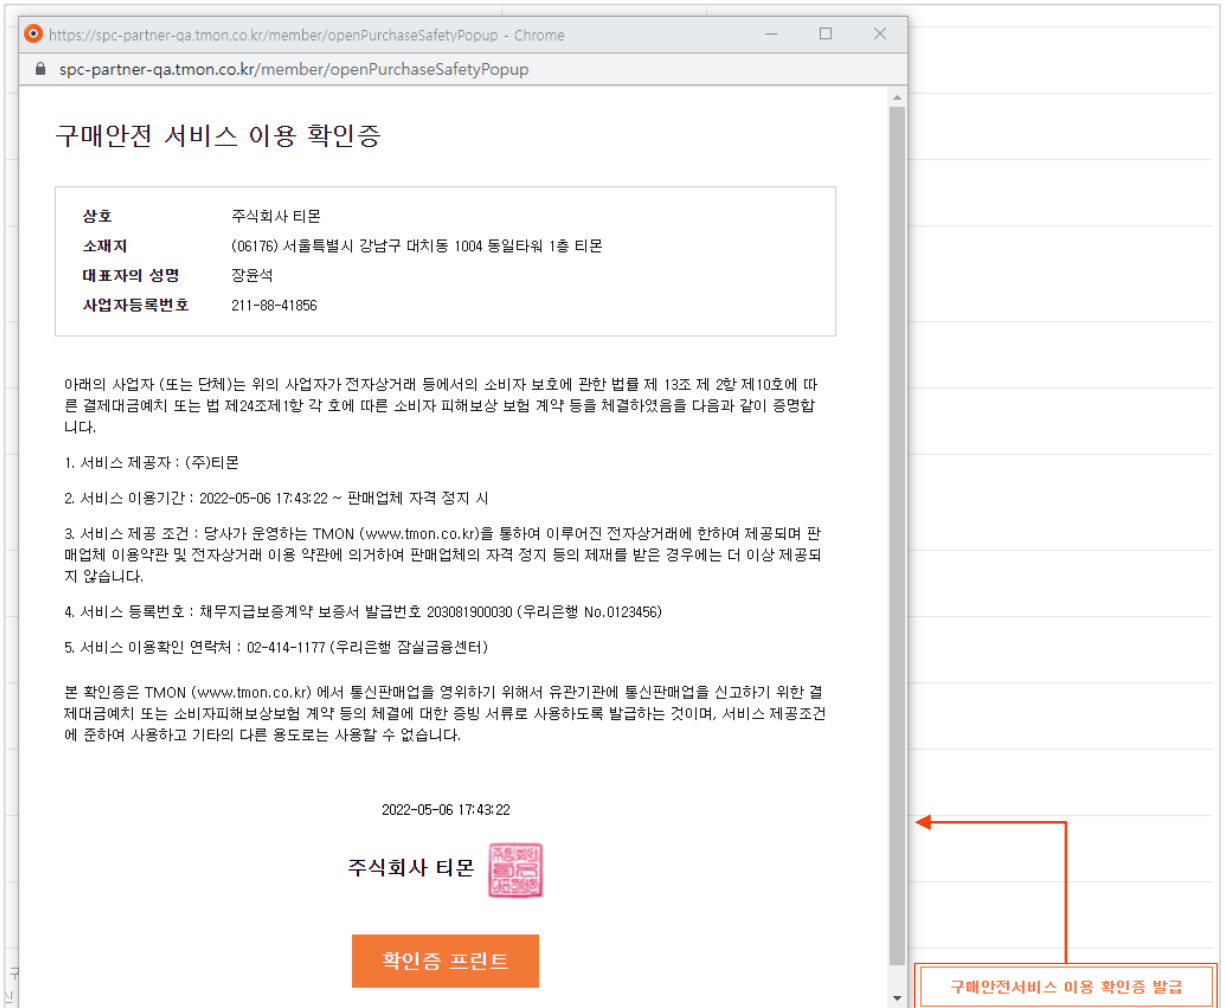 https://spc-partner-qa.tmon.co.kr/member/openPurchaseSafetyPopup - Chrome
spc-partner-qa.tmon.co.kr/member/openPurchaseSafetyPopup
구매안전 서비스 이용 확인증
상호 주식회사 티몬
소재지 (06176) 서울특별시 강남구 대치동 1004 동일타워 1층 티몬
대표자의 성명 장윤석
사업자등록번호 211-88-41856
아래의 사업자 (또는 단체)는 위의 사업자가 전자상거래 등에서의 소비자 보호에 관한 법률 제 13조 제 2항 제10호에 따
른 결제대금예치 또는 법 제24조제1항 각 호에 따른 소비자 피해보상 보험 계약 등을 체결하였음을 다음과 같이 증명합
니다.
1. 서비스 제공자 : (주)티몬
2. 서비스 이용기간 : 2022-05-06 17:43:22 ~ 판매업체 자격 정지 시
3. 서비스 제공 조건 : 당사가 운영하는 TMON (www.tmon.co.kr)을 통하여 이루어진 전자상거래에 한하여 제공되며 판
매업체 이용약관 및 전자상거래 이용 약관에 의거하여 판매업체의 자격 정지 등의 제재를 받은 경우에는 더 이상 제공되
지 않습니다.
4. 서비스 등록번호 : 채무지급보증계약 보증서 발급번호 203081900030 (우리은행 No.0123456)
5. 서비스 이용확인 연락처 : 02-414-1177 (우리은행 잠실금융센터)
본 확인증은 TMON (www.tmon.co.kr) 에서 통신판매업을 영위하기 위해서 유관기관에 통신판매업을 신고하기 위한 결
제대금예치 또는 소비자피해보상보험 계약 등의 체결에 대한 증빙 서류로 사용하도록 발급하는 것이며, 서비스 제공조건
에 준하여 사용하고 기타의 다른 용도로는 사용할 수 없습니다.
2022-05-06 17:43:22
주식회사 티몬
확인증 프린트
구매안전서비스 이용 확인증 발급